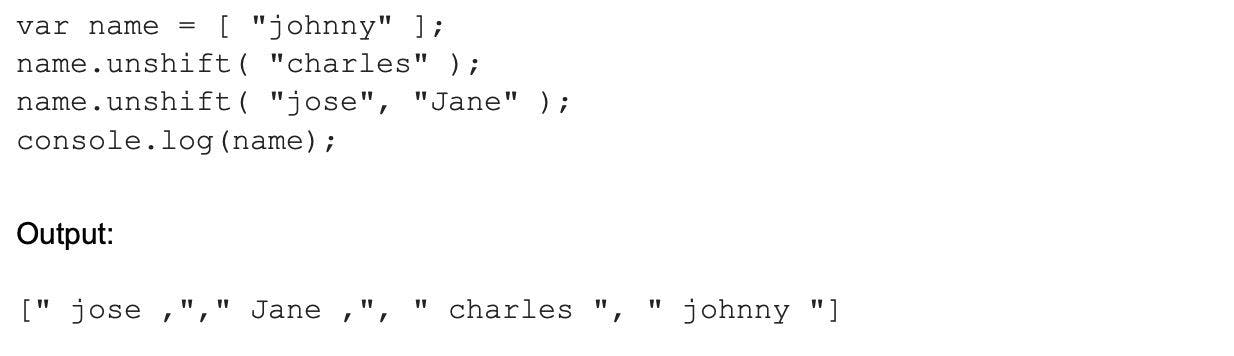 var name = [ "johnny" ];
name.unshift( "charles" );
name.unshift( "jose", "Jane" );
console.log(name);
Output:
[" jose ,"," Jane ,", " charles ", " johnny "]